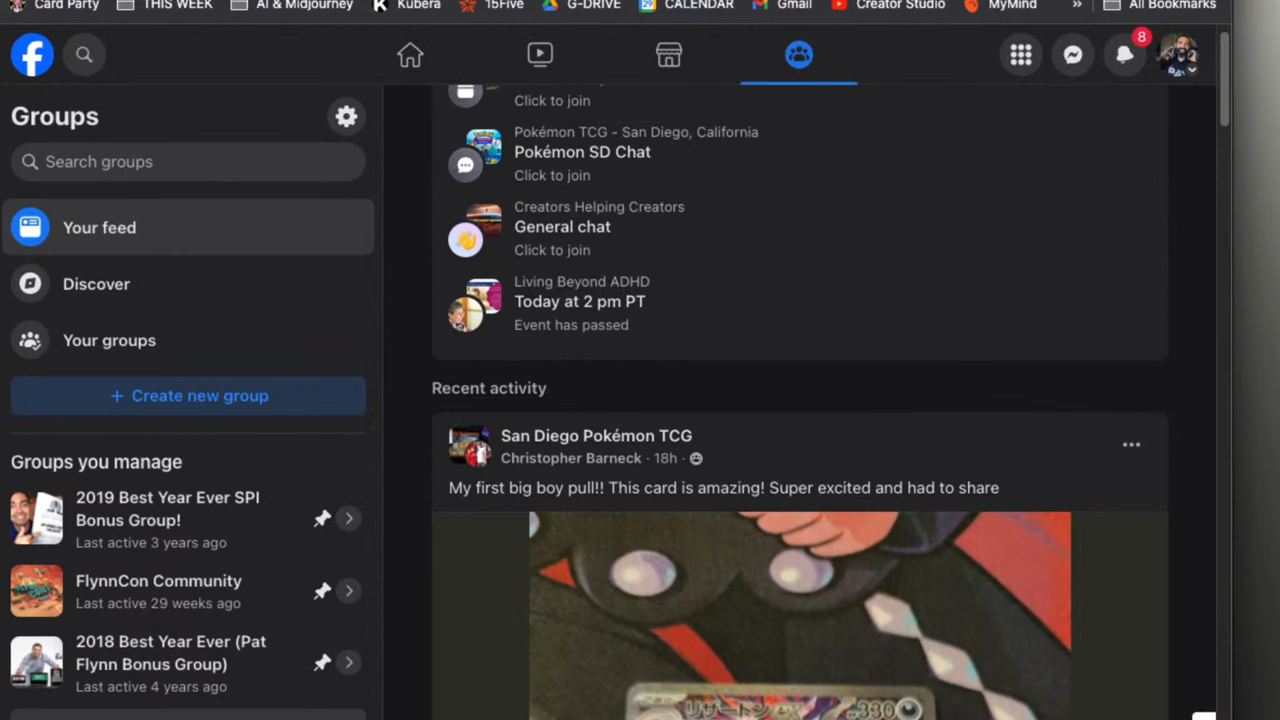 Card Party
THIS WEEK
AI & Midjourney
Kubera
15Five
G-DRIVE
CALENDAR
Gmail
Creator Studio
MyMind
»
All Bookmarks
8
Groups
Search groups
Your feed
Discover
Your groups
+ Create new group
Groups you manage
2019 Best Year Ever SPI
Bonus Group!
Last active 3 years ago
FlynnCon Community
Last active 29 weeks ago
2018 Best Year Ever (Pat
Flynn Bonus Group)
Last active 4 years ago
Click to join
Pokémon TCG - San Diego, California
Pokémon SD Chat
Click to join
Creators Helping Creators
General chat
Click to join
Living Beyond ADHD
Today at 2 pm PT
Event has passed
Recent activity
San Diego Pokémon TCG
Christopher Barneck · 18h ·
My first big boy pull!! This card is amazing! Super excited and had to share
リザードン ex 330